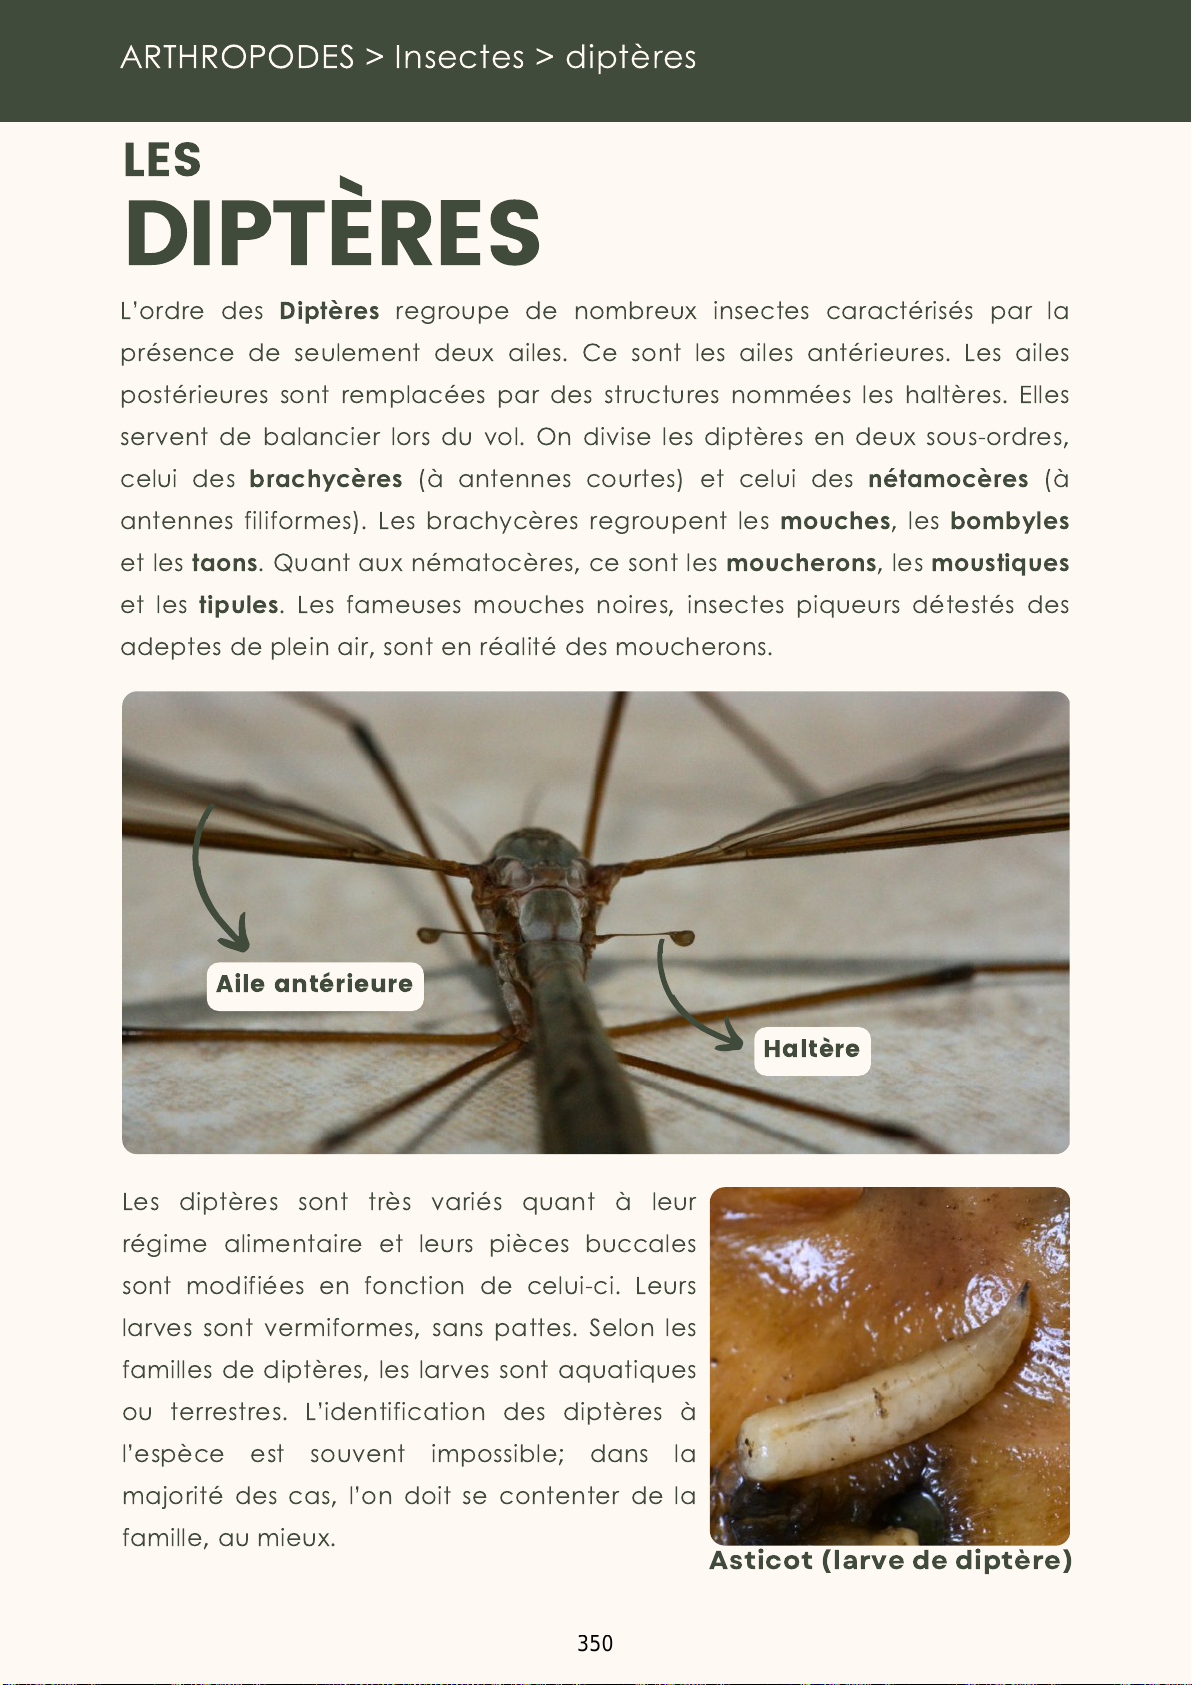 ARTHROPODES > Insectes > diptères
LES
DIPTÈRES
L'ordre des Diptères regroupe de nombreux insectes caractérisés par la
présence de seulement deux ailes. Ce sont les ailes antérieures. Les ailes
postérieures sont remplacées par des structures nommées les haltères. Elles
servent de balancier lors du vol. On divise les diptères en deux sous-ordres,
celui des brachycères (à antennes courtes) et celui des nétamocères (à
antennes filiformes). Les brachycères regroupent les mouches, les bombyles
et les taons. Quant aux nématocères, ce sont les moucherons, les moustiques
et les tipules. Les fameuses mouches noires, insectes piqueurs détestés des
adeptes de plein air, sont en réalité des moucherons.
Aile antérieure
Haltère
Les diptères sont très variés quant à leur
régime alimentaire et leurs pièces buccales
sont modifiées en fonction de celui-ci. Leurs
larves sont vermiformes, sans pattes. Selon les
familles de diptères, les larves sont aquatiques
ou terrestres. L'identification des diptères à
l'espèce est souvent impossible; dans la
majorité des cas, l'on doit se contenter de la
famille, au mieux.
Asticot (larve de diptère)
350